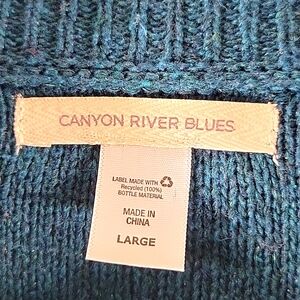 CANYON RIVER BLUES
LABEL MADE WITH
Recycled (100%)
BOTTLE MATERIAL
MADE IN
CHINA
LARGE